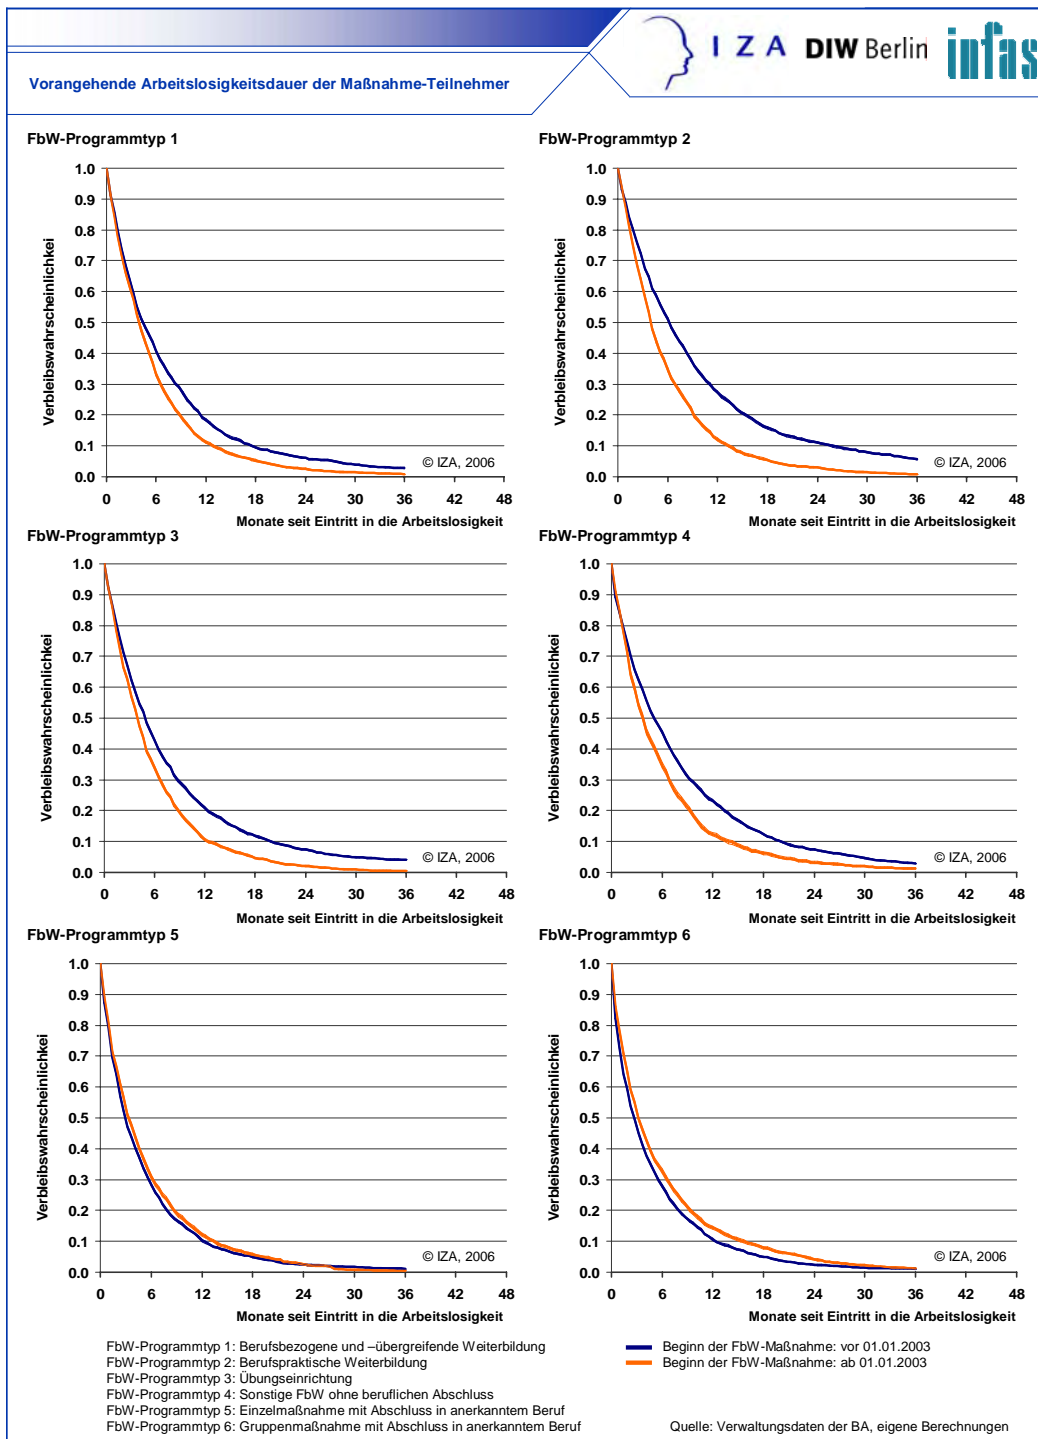 I Z A DIW Berlin infas
Vorangehende Arbeitslosigkeitsdauer der Maßnahme-Teilnehmer
FbW-Programmtyp 1
Verbleibswahrscheinlichkei
1.0
0.9
0.8
0.7
0.6
0.5
0.4
0.3
0.2
0.1
0.0
© IZA, 2006
0 6 12 18 24 30 36 42 48
Monate seit Eintritt in die Arbeitslosigkeit
FbW-Programmtyp 2
Verbleibswahrscheinlichkei
1.0
0.9
0.8
0.7
0.6
0.5
0.4
0.3
0.2
0.1
0.0
© IZA, 2006
0 6 12 18 24 30 36 42 48
Monate seit Eintritt in die Arbeitslosigkeit
FbW-Programmtyp 3
Verbleibswahrscheinlichkei
1.0
0.9
0.8
0.7
0.6
0.5
0.4
0.3
0.2
0.1
0.0
© IZA, 2006
0 6 12 18 24 30 36 42 48
Monate seit Eintritt in die Arbeitslosigkeit
FbW-Programmtyp 4
Verbleibswahrscheinlichkei
1.0
0.9
0.8
0.7
0.6
0.5
0.4
0.3
0.2
0.1
0.0
© IZA, 2006
0 6 12 18 24 30 36 42 48
Monate seit Eintritt in die Arbeitslosigkeit
FbW-Programmtyp 5
Verbleibswahrscheinlichkei
1.0
0.9
0.8
0.7
0.6
0.5
0.4
0.3
0.2
0.1
0.0
© IZA, 2006
0 6 12 18 24 30 36 42 48
Monate seit Eintritt in die Arbeitslosigkeit
FbW-Programmtyp 6
Verbleibswahrscheinlichkei
1.0
0.9
0.8
0.7
0.6
0.5
0.4
0.3
0.2
0.1
0.0
© IZA, 2006
0 6 12 18 24 30 36 42 48
Monate seit Eintritt in die Arbeitslosigkeit
FbW-Programmtyp 1: Berufsbezogene und –übergreifende Weiterbildung
FbW-Programmtyp 2: Berufspraktische Weiterbildung
FbW-Programmtyp 3: Übungseinrichtung
FbW-Programmtyp 4: Sonstige FbW ohne beruflichen Abschluss
FbW-Programmtyp 5: Einzelmaßnahme mit Abschluss in anerkanntem Beruf
FbW-Programmtyp 6: Gruppenmaßnahme mit Abschluss in anerkanntem Beruf
Beginn der FbW-Maßnahme: vor 01.01.2003
Beginn der FbW-Maßnahme: ab 01.01.2003
Quelle: Verwaltungsdaten der BA, eigene Berechnungen